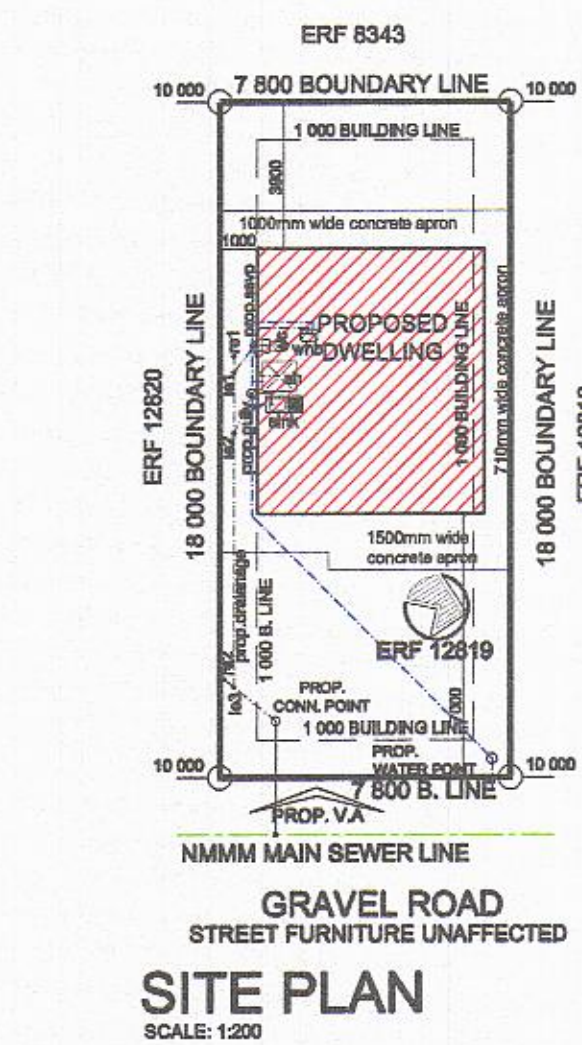 ERF 8343
10 000
7 800 BOUNDARY LINE
10 000
1 000 BUILDING LINE
3900
1000mm wide concrete apron
1000
PROPOSED
DWELLING
ERF 12820
18 000 BOUNDARY LINE
1 000 BUILDING LINE
710mm wide concrete apron
18 000 BOUNDARY LINE
1500mm wide
concrete apron
prop.drainage
1 000 B. LINE
ERF 12819
PROP.
CONN. POINT
1 000 BUILDING LINE
PROP.
WATER POINT
10 000
7 800 B. LINE
10 000
PROP. V.A
NMMM MAIN SEWER LINE
GRAVEL ROAD
STREET FURNITURE UNAFFECTED
SITE PLAN
SCALE: 1:200